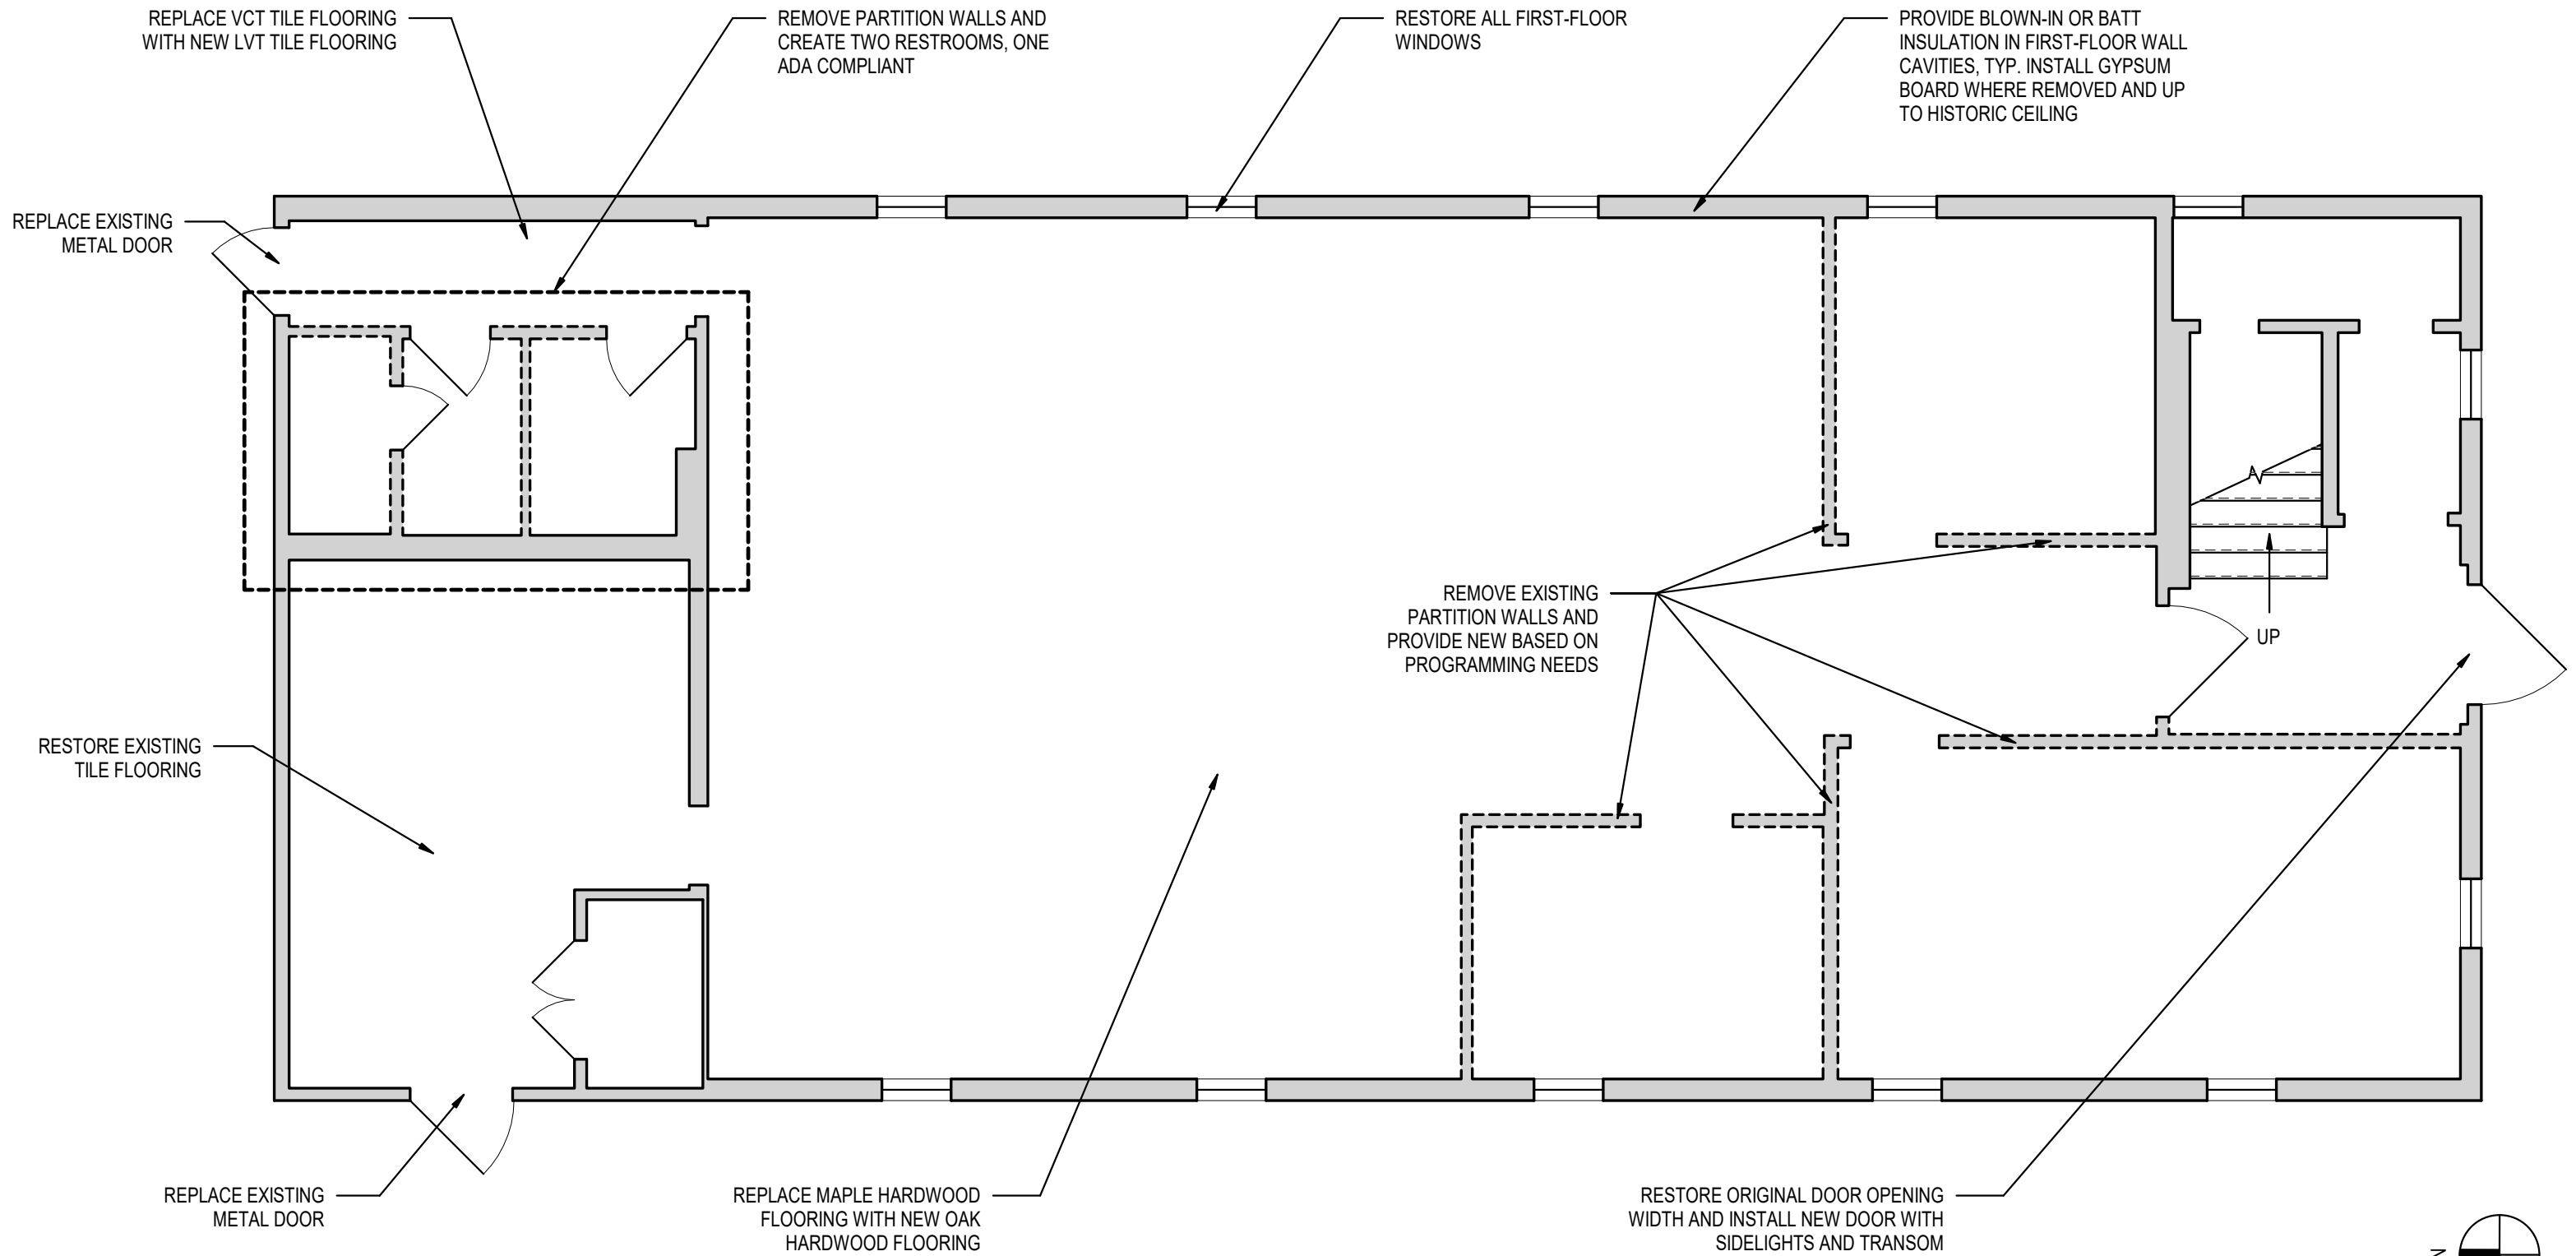 REPLACE VCT TILE FLOORING
WITH NEW LVT TILE FLOORING
REMOVE PARTITION WALLS AND
CREATE TWO RESTROOMS, ONE
ADA COMPLIANT
RESTORE ALL FIRST-FLOOR
WINDOWS
PROVIDE BLOWN-IN OR BATT
INSULATION IN FIRST-FLOOR WALL
CAVITIES, TYP. INSTALL GYPSUM
BOARD WHERE REMOVED AND UP
TO HISTORIC CEILING
REPLACE EXISTING
METAL DOOR
REMOVE EXISTING
PARTITION WALLS AND
PROVIDE NEW BASED ON
PROGRAMMING NEEDS
UP
RESTORE EXISTING
TILE FLOORING
REPLACE EXISTING
METAL DOOR
REPLACE MAPLE HARDWOOD
FLOORING WITH NEW OAK
HARDWOOD FLOORING
RESTORE ORIGINAL DOOR OPENING
WIDTH AND INSTALL NEW DOOR WITH
SIDELIGHTS AND TRANSOM
N